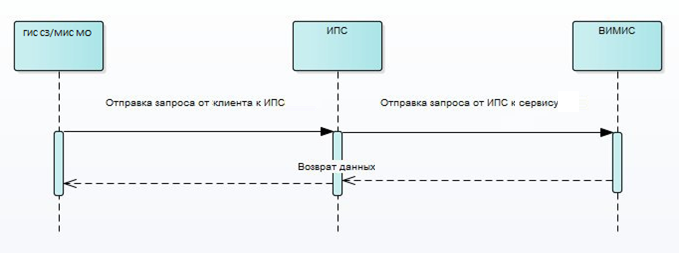 ГИС СЗ/МИС МО
ИПС
ВИМИС
Отправка запроса от клиента к ИПС
Отправка запроса от ИПС к сервису
Возврат данных